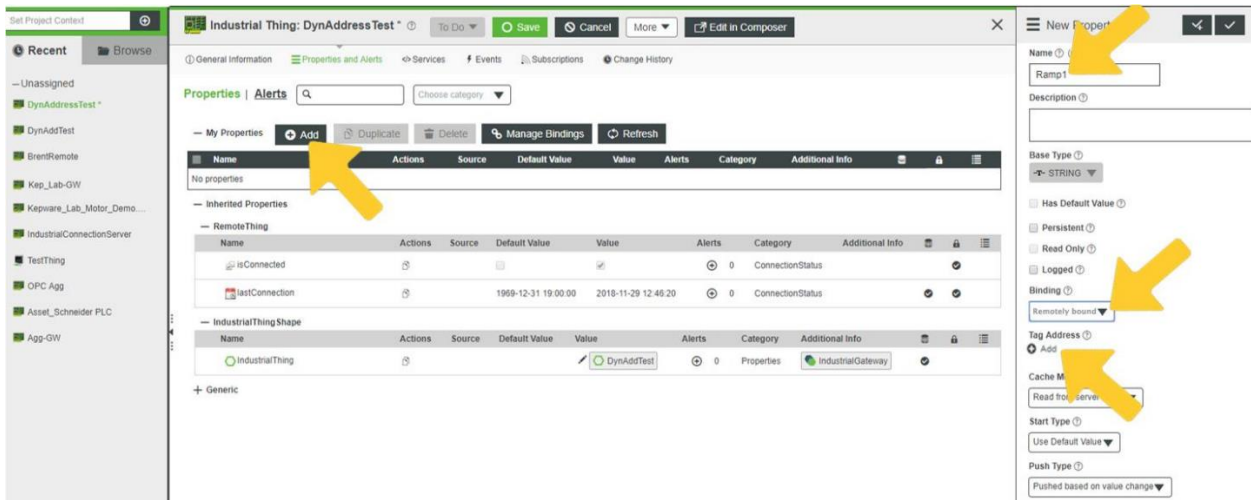 Set Project Context
Recent
Browse
Unassigned
DynAddressTest *
DynAddTest
BrentRemote
Kep_Lab-GW
Kepware_Lab_Motor_Demo....
IndustrialConnectionServer
TestThing
OPC Agg
Asset_Schneider PLC
Agg-GW
Industrial Thing: DynAddressTest *
To Do
Save
Cancel
More
Edit in Composer
General Information
Properties and Alerts
Services
Events
Subscriptions
Change History
Properties | Alerts
Choose category
My Properties
Add
Duplicate
Delete
Manage Bindings
Refresh
Name Actions Source Default Value Value Alerts Category Additional Info
No properties
Inherited Properties
RemoteThing
Name Actions Source Default Value Value Alerts Category Additional Info
isConnected 0 ConnectionStatus
lastConnection 1969-12-31 19:00:00 2018-11-29 12:46:20 0 ConnectionStatus
IndustrialThingShape
Name Actions Source Default Value Value Alerts Category Additional Info
IndustrialThing DynAddTest 0 Properties IndustrialGateway
Generic
New Propert
Name
Ramp1
Description
Base Type
STRING
Has Default Value
Persistent
Read Only
Logged
Binding
Remotely bound
Tag Address
Add
Cache M
Read from server
Start Type
Use Default Value
Push Type
Pushed based on value change